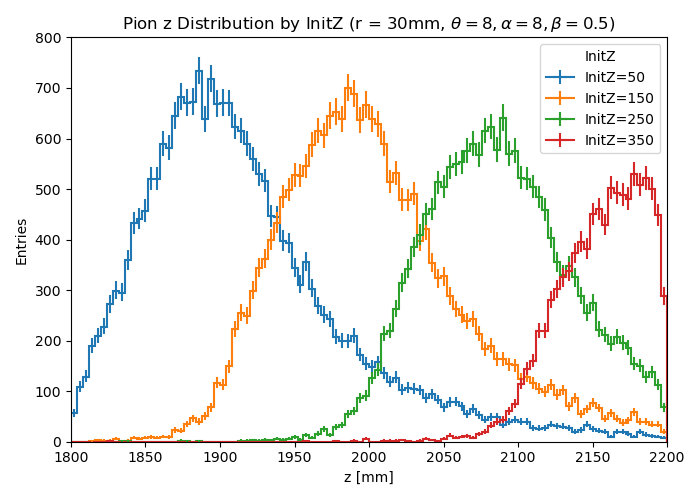 Pion z Distribution by InitZ (r = 30mm, θ = 8, α = 8, β = 0.5)
800
700
600
500
400
300
200
100
0
Entries
InitZ
InitZ=50
InitZ=150
InitZ=250
InitZ=350
1800
1850
1900
1950
2000
2050
2100
2150
2200
z [mm]